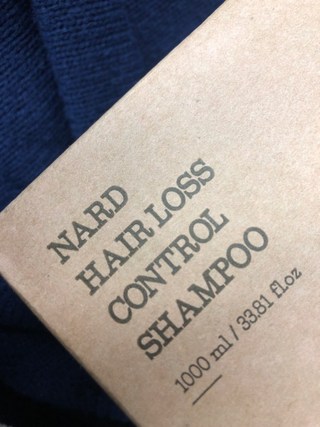 NARD
HAIR LOSS
CONTROL
SHAMPOO
1000 ml / 33.81 fl.oz